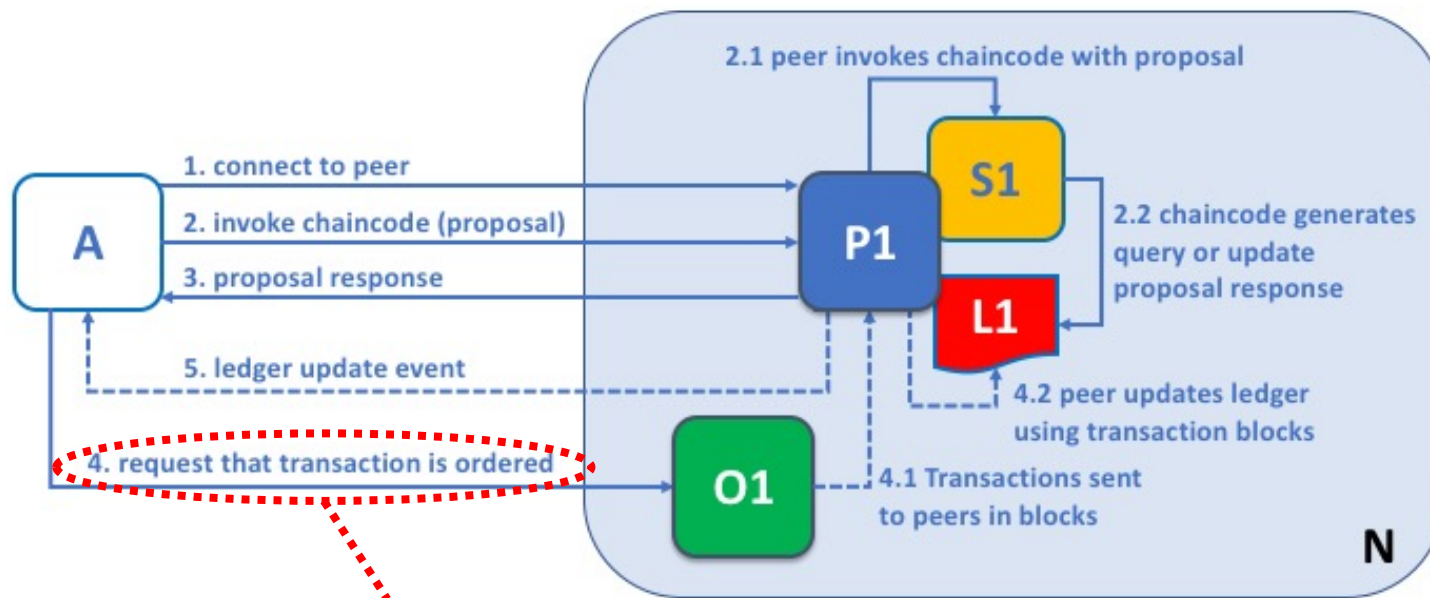 2.1 peer invokes chaincode with proposal
1. connect to peer
S1
A
2. invoke chaincode (proposal)
P1
2.2 chaincode generates
query or update
proposal response
3. proposal response
L1
5. ledger update event
4.2 peer updates ledger
using transaction blocks
4. request that transaction is ordered
O1
4.1 Transactions sent
to peers in blocks
N